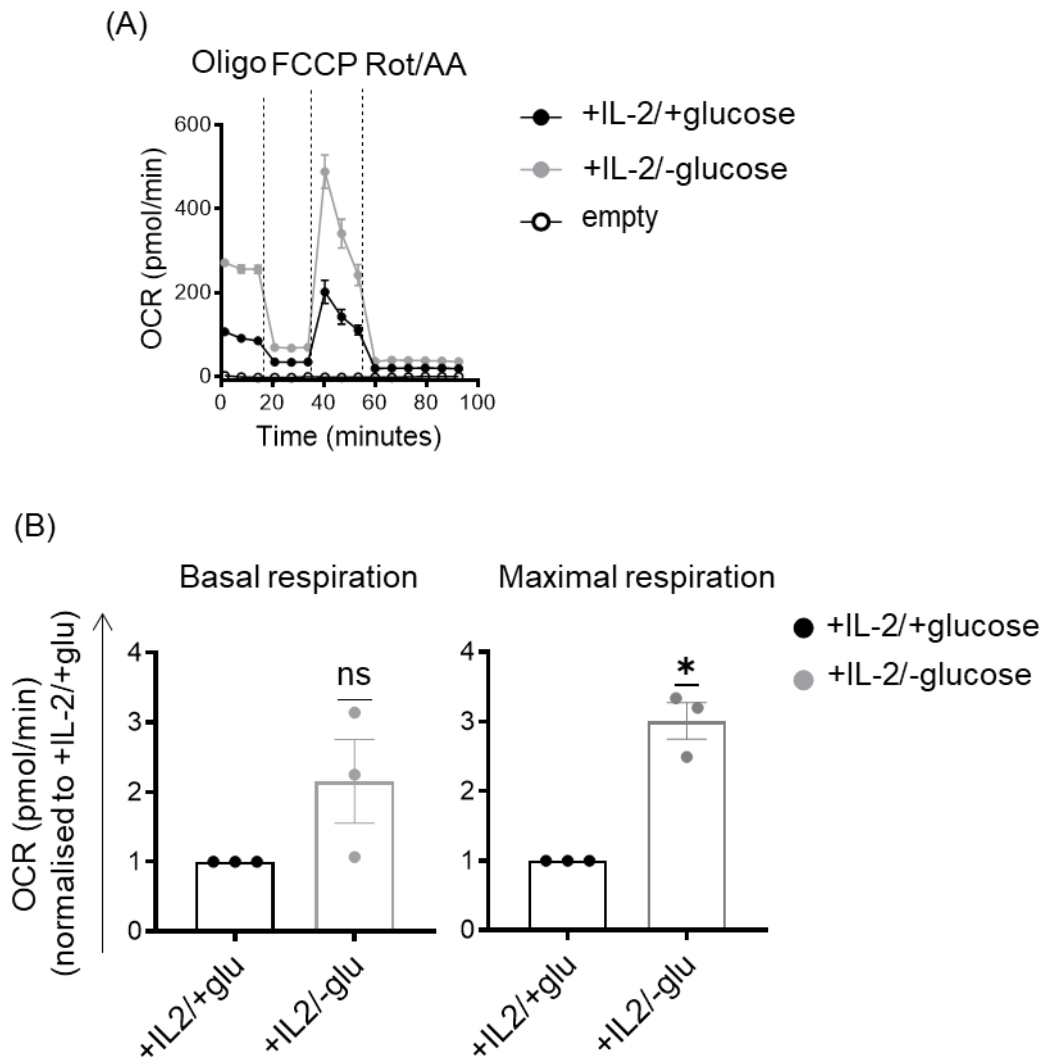 (A)
Oligo FCCP Rot/AA
600
400
200
0
OCR (pmol/min)
0 20 40 60 80 100
Time (minutes)
+IL-2/+glucose
+IL-2/-glucose
empty
(B)
Basal respiration
Maximal respiration
OCR (pmol/min)
(normalised to +IL-2/+glu)
4
3
2
1
0
ns
+IL2/+glu
+IL2/-glu
4
3
2
1
0
*
+IL2/+glu
+IL2/-glu
+IL-2/+glucose
+IL-2/-glucose